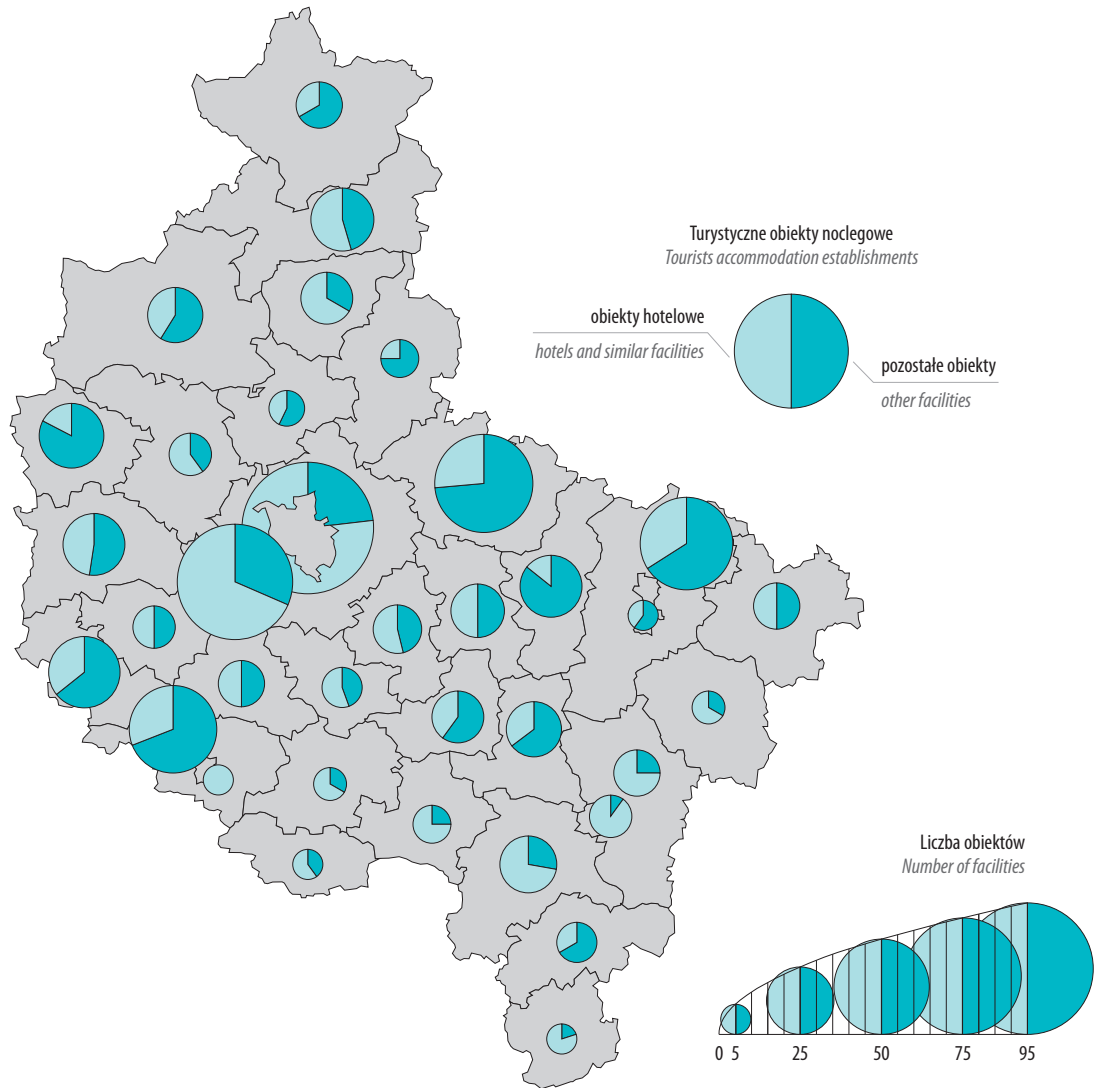 Turystyczne obiekty noclegowe
Tourists accommodation establishments
obiekty hotelowe
hotels and similar facilities
pozostałe obiekty
other facilities
Liczba obiektów
Number of facilities
0 5 25 50 75 95